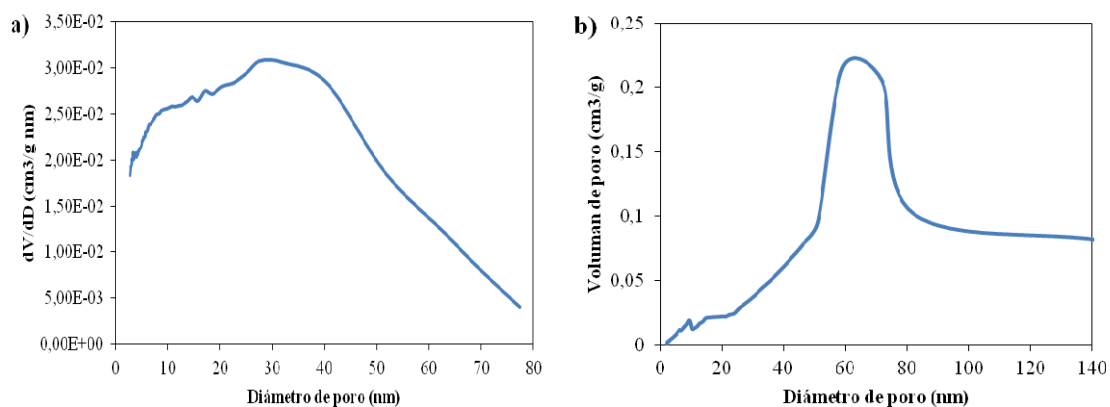 a)
dV/dD (cm3/g nm)
3,50E-02
3,00E-02
2,50E-02
2,00E-02
1,50E-02
1,00E-02
5,00E-03
0,00E+00
0 10 20 30 40 50 60 70 80
Diámetro de poro (nm)
b)
Voluman de poro (cm3/g)
0,25
0,2
0,15
0,1
0,05
0
0 20 40 60 80 100 120 140
Diámetro de poro (nm)